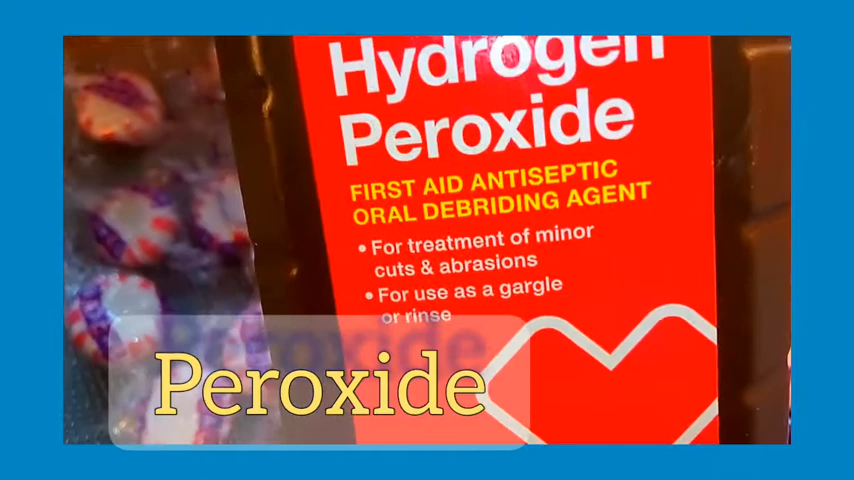 Hydrogen
Peroxide
FIRST AID ANTISEPTIC
ORAL DEBRIDING AGENT
• For treatment of minor
cuts & abrasions
• For use as a gargle
or rinse
Peroxide